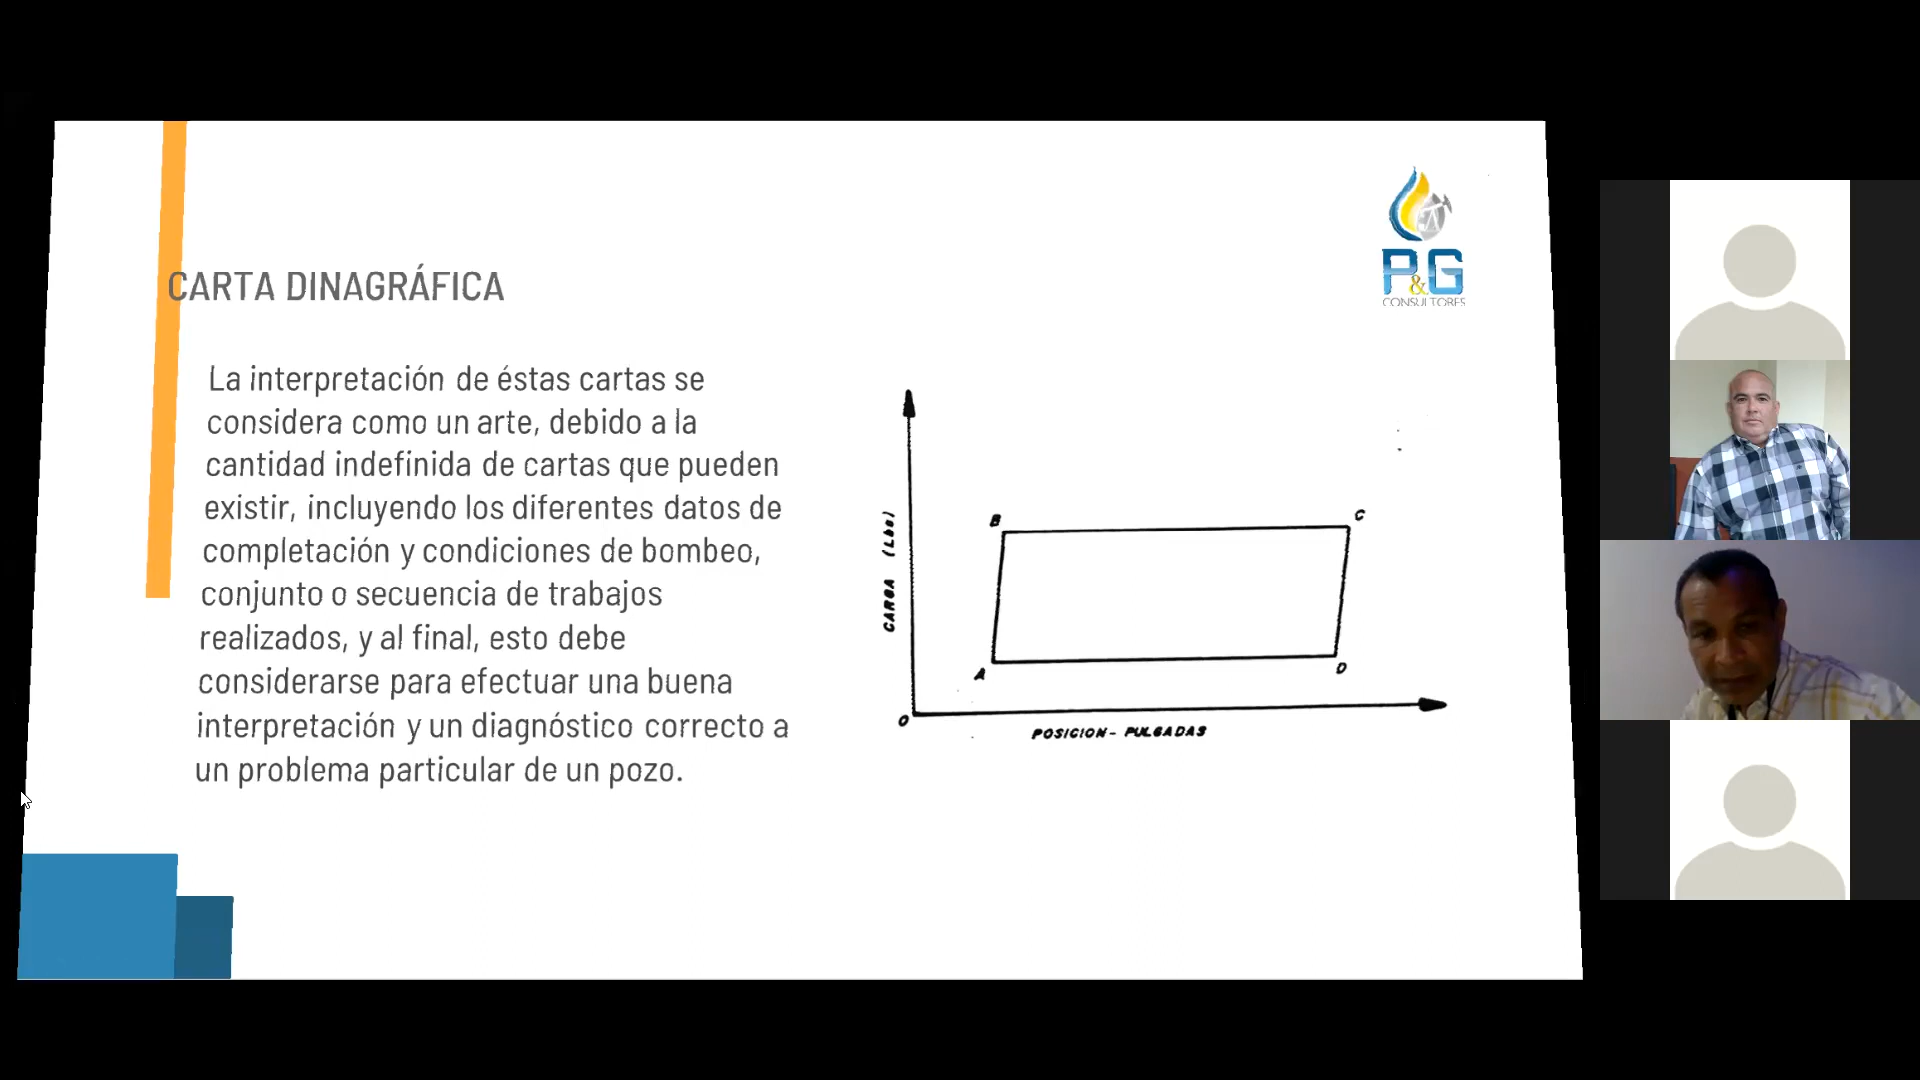 P&G
CONSULTORES
CARTA DINAGRÁFICA
La interpretación de éstas cartas se
considera como un arte, debido a la
cantidad indefinida de cartas que pueden
existir, incluyendo los diferentes datos de
completación y condiciones de bombeo,
conjunto o secuencia de trabajos
realizados, y al final, esto debe
considerarse para efectuar una buena
interpretación y un diagnóstico correcto a
un problema particular de un pozo.
CARGA (Lbs)
B
C
A
D
O
POSICION - PULGADAS